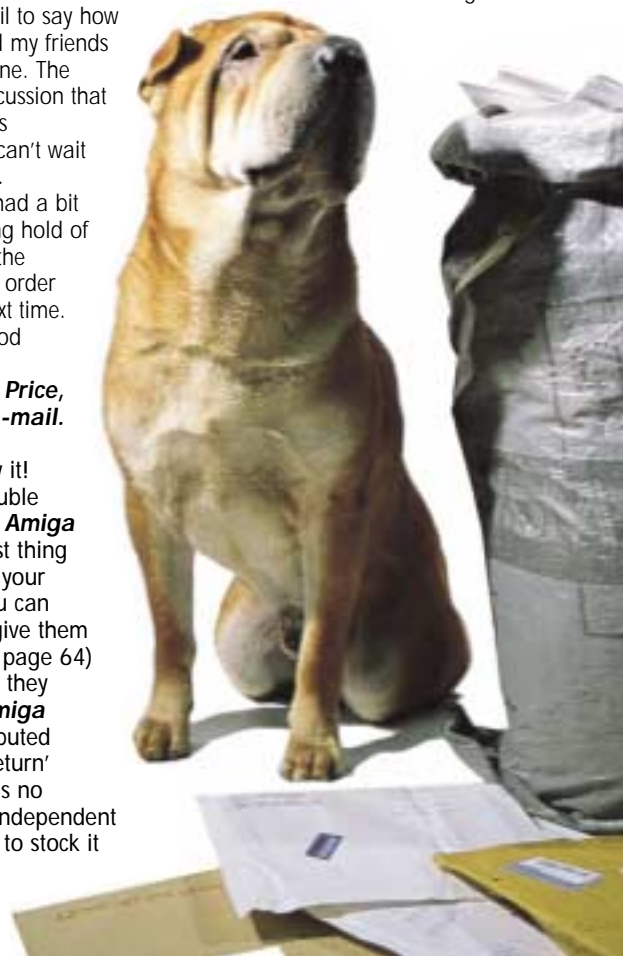 il to say how
l my friends
ne. The
cussion that
s
can't wait
.
had a bit
ng hold of
the
order
xt time.
od
Price,
-mail.
w it!
uble
Amiga
st thing
your
u can
give them
page 64)
they
miga
buted
eturn'
s no
ndependent
to stock it